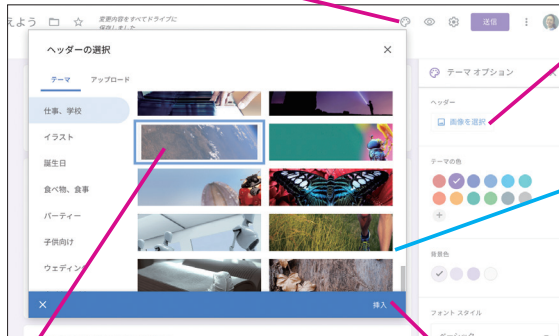 えよう
変更内容をすべてドライブに
保存しました
送信
ヘッダーの選択
テーマ アップロード
仕事、学校
イラスト
誕生日
食べ物、食事
パーティー
子供向け
ウェディン
挿入
テーマ オプション
ヘッダー
画像を選択
テーマの色
背景色
フォント スタイル
ベーシック